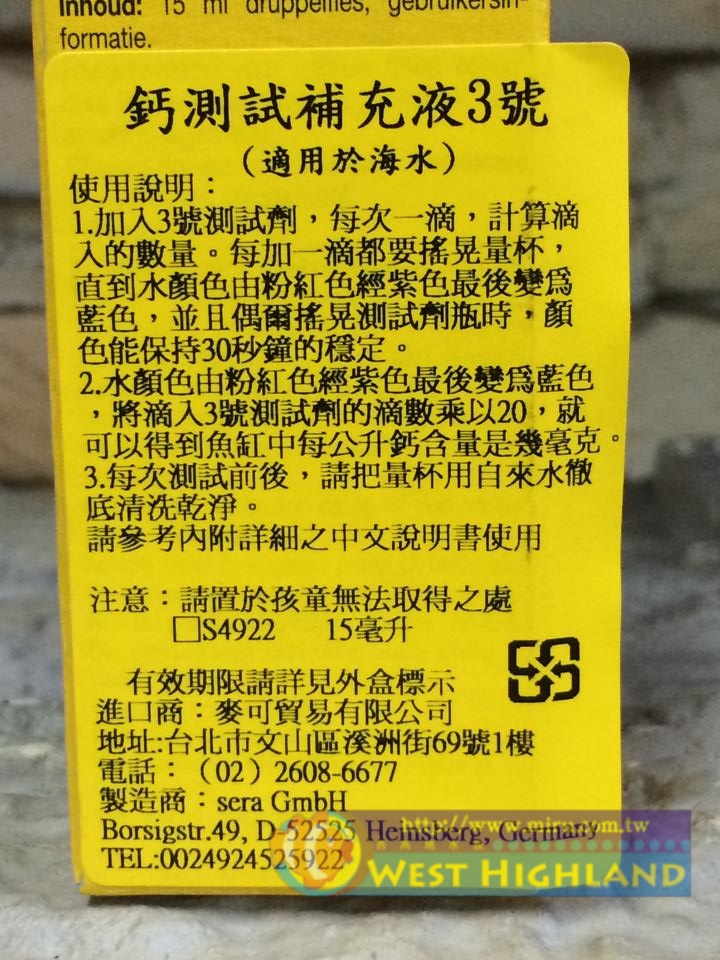 Inhoud: 15 ml druppelfles, gebruikersin-
formatie.
鈣測試補充液3號
(適用於海水)
使用說明：
1.加入3號測試劑，每次一滴，計算滴
入的數量。每加一滴都要搖晃量杯，
直到水顏色由粉紅色經紫色最後變爲
藍色，並且偶爾搖晃測試劑瓶時，顏
色能保持30秒鐘的穩定。
2.水顏色由粉紅色經紫色最後變爲藍色
，將滴入3號測試劑的滴數乘以20，就
可以得到魚缸中每公升鈣含量是幾毫克。
3.每次測試前後，請把量杯用自來水徹
底清洗乾淨。
請參考內附詳細之中文說明書使用
注意：請置於孩童無法取得之處
□S4922 15毫升
有效期限請詳見外盒標示
進口商：麥可貿易有限公司
地址:台北市文山區溪洲街69號1樓
電話：（02）2608-6677
製造商：sera GmbH
Borsigstr.49, D-52525 Heinsberg, Germany
TEL:0024924525922
http://www.miro.com.tw
WEST HIGHLAND